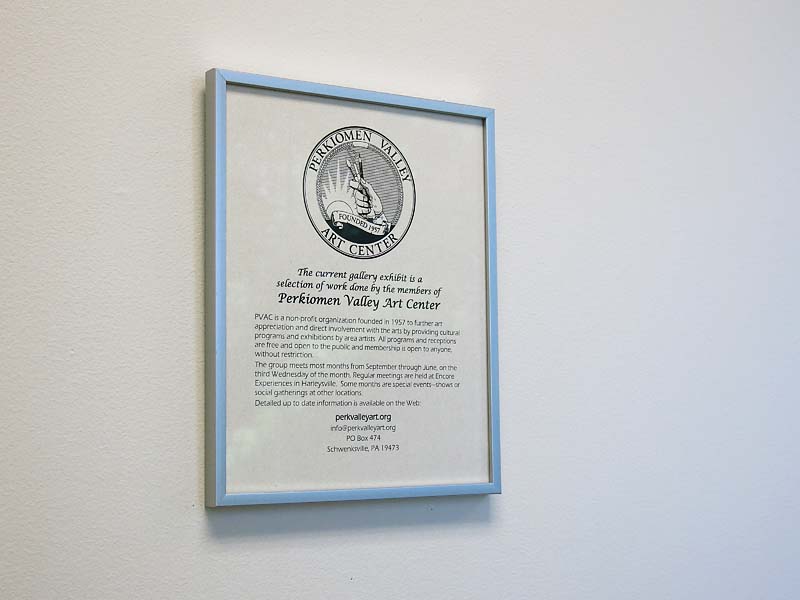 PERKIOMEN VALLEY
FOUNDED 1957
ART CENTER
The current gallery exhibit is a
selection of work done by the members of
Perkiomen Valley Art Center
PVAC is a non-profit organization founded in 1957 to further art
appreciation and direct involvement with the arts by providing cultural
programs and exhibitions by area artists. All programs and receptions
are free and open to the public and membership is open to anyone,
without restriction.
The group meets most months from September through June, on the
third Wednesday of the month. Regular meetings are held at Encore
Experiences in Harleysville. Some months are special events--shows or
social gatherings at other locations.
Detailed up to date information is available on the Web:
perkvalleyart.org
info@perkvalleyart.org
PO Box 474
Schwenksville, PA 19473